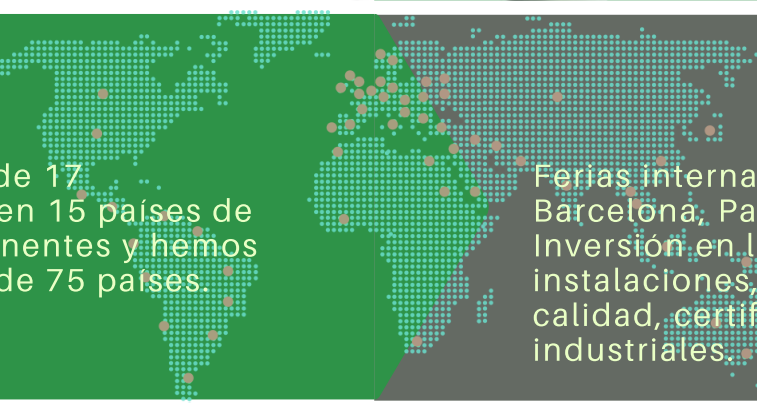 de 17
en 15 países de
nentes y hemos
de 75 países.
Ferias interna
Barcelona, Pa
Inversión en l
instalaciones,
calidad, certif
industriales.